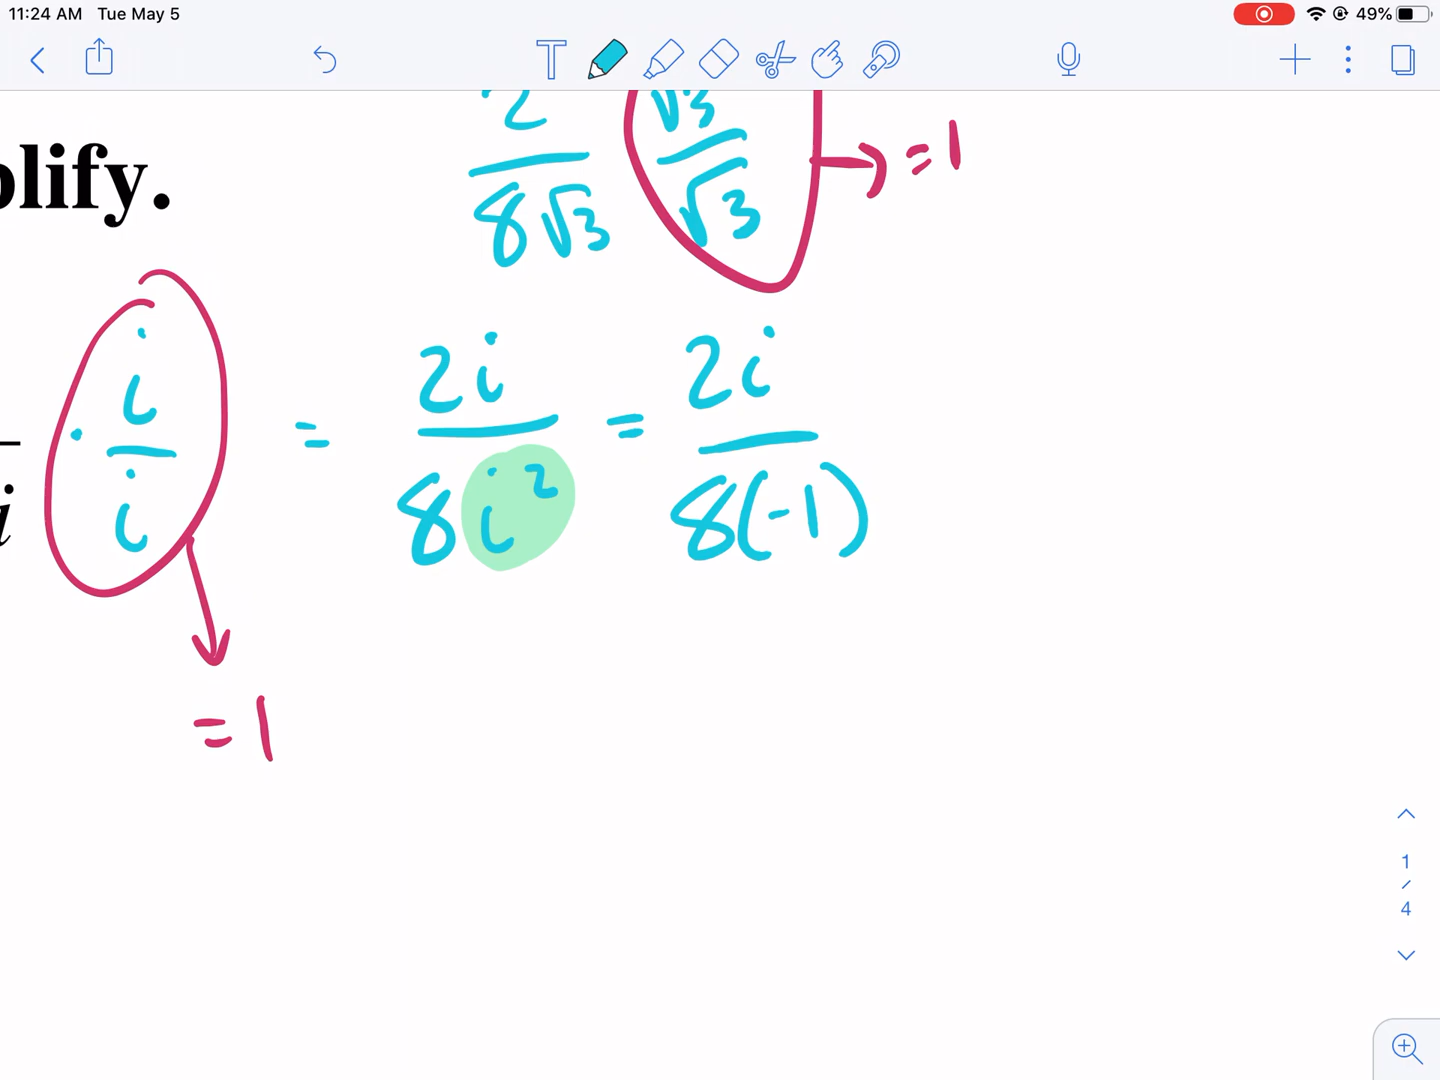 11:24 AM Tue May 5
49%
T
2/8√3 √3/√3 → = 1
plify.
i · i/i = 2i/8i² = 2i/8(-1)
= 1
1
/
4